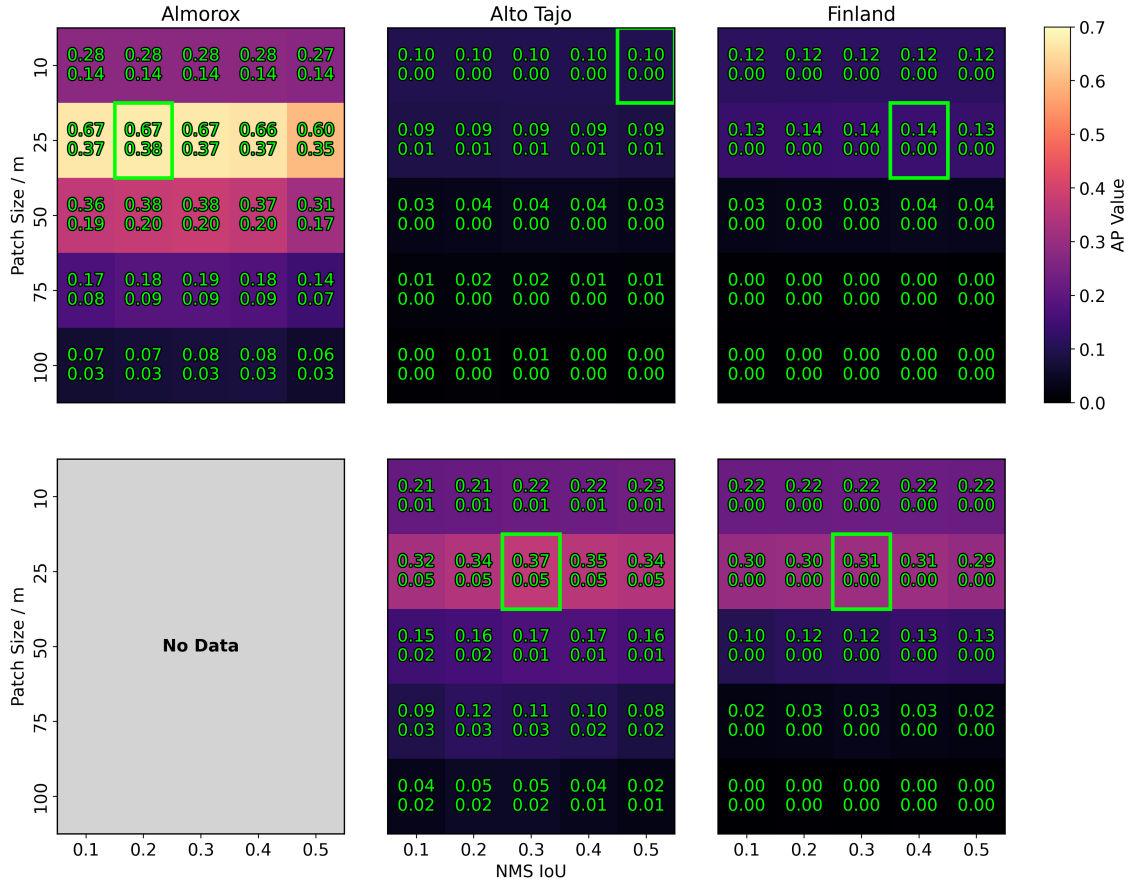 Almorox
Alto Tajo
Finland
Patch Size / m
10
0.28 0.28 0.28 0.28 0.27
0.14 0.14 0.14 0.14 0.14
25
0.67 0.67 0.67 0.66 0.60
0.37 0.38 0.37 0.37 0.35
50
0.36 0.38 0.38 0.37 0.31
0.19 0.20 0.20 0.20 0.17
75
0.17 0.18 0.19 0.18 0.14
0.08 0.09 0.09 0.09 0.07
100
0.07 0.07 0.08 0.08 0.06
0.03 0.03 0.03 0.03 0.03
0.10 0.10 0.10 0.10 0.10
0.00 0.00 0.00 0.00 0.00
0.09 0.09 0.09 0.09 0.09
0.01 0.01 0.01 0.01 0.01
0.03 0.04 0.04 0.04 0.03
0.00 0.00 0.00 0.00 0.00
0.01 0.02 0.02 0.01 0.01
0.00 0.00 0.00 0.00 0.00
0.00 0.01 0.01 0.00 0.00
0.00 0.00 0.00 0.00 0.00
0.12 0.12 0.12 0.12 0.12
0.00 0.00 0.00 0.00 0.00
0.13 0.14 0.14 0.14 0.13
0.00 0.00 0.00 0.00 0.00
0.03 0.03 0.03 0.04 0.04
0.00 0.00 0.00 0.00 0.00
0.00 0.00 0.00 0.00 0.00
0.00 0.00 0.00 0.00 0.00
0.00 0.00 0.00 0.00 0.00
0.00 0.00 0.00 0.00 0.00
0.7
0.6
0.5
0.4
0.3
0.2
0.1
0.0
AP Value
Patch Size / m
10
25
50
75
100
No Data
0.1 0.2 0.3 0.4 0.5
0.21 0.21 0.22 0.22 0.23
0.01 0.01 0.01 0.01 0.01
0.32 0.34 0.37 0.35 0.34
0.05 0.05 0.05 0.05 0.05
0.15 0.16 0.17 0.17 0.16
0.02 0.02 0.01 0.01 0.01
0.09 0.12 0.11 0.10 0.08
0.03 0.03 0.03 0.02 0.02
0.04 0.05 0.05 0.04 0.02
0.02 0.02 0.02 0.01 0.01
0.1 0.2 0.3 0.4 0.5
NMS IoU
0.22 0.22 0.22 0.22 0.22
0.00 0.00 0.00 0.00 0.00
0.30 0.30 0.31 0.31 0.29
0.00 0.00 0.00 0.00 0.00
0.10 0.12 0.12 0.13 0.13
0.00 0.00 0.00 0.00 0.00
0.02 0.03 0.03 0.03 0.02
0.00 0.00 0.00 0.00 0.00
0.00 0.00 0.00 0.00 0.00
0.00 0.00 0.00 0.00 0.00
0.1 0.2 0.3 0.4 0.5